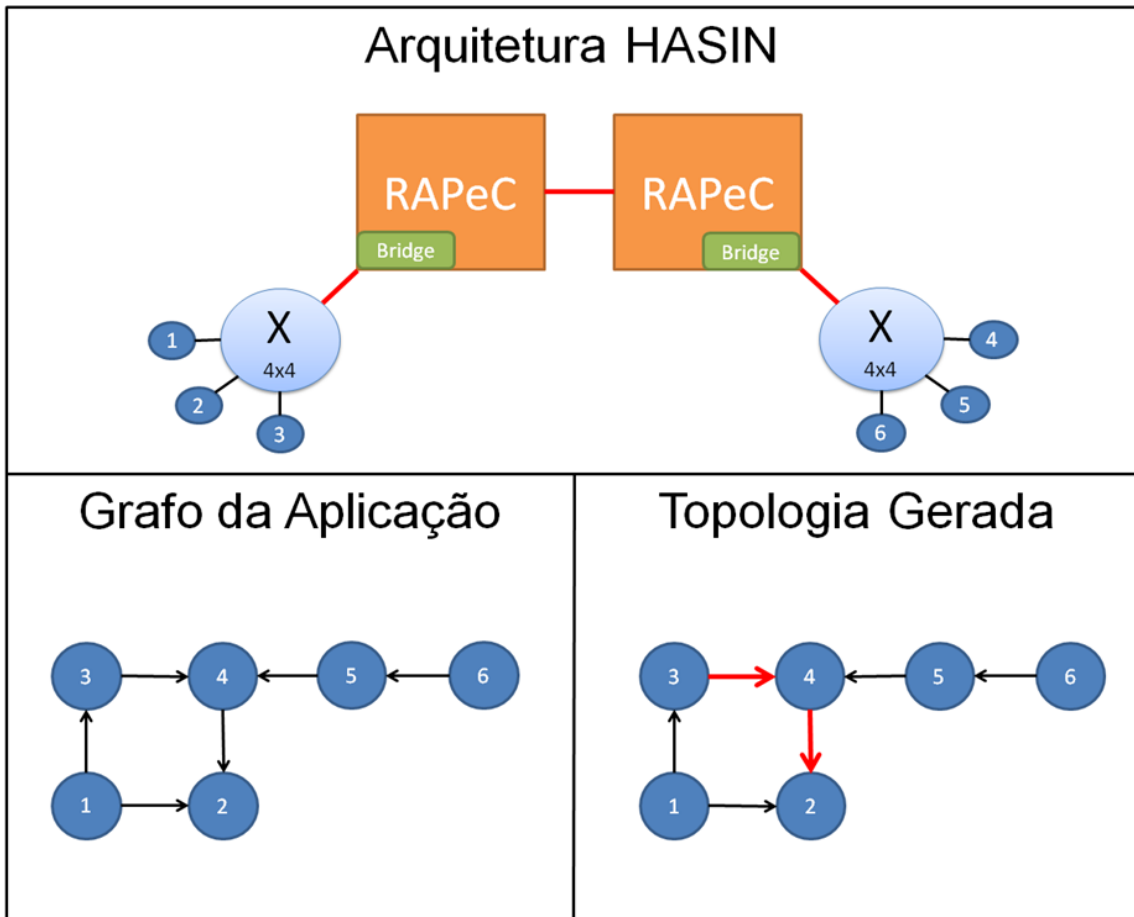 Arquitetura HASIN
RAPeC
RAPeC
Bridge
Bridge
X
4x4
1
2
3
X
4x4
4
5
6
Grafo da Aplicação
3
4
5
6
1
2
Topologia Gerada
3
4
5
6
1
2